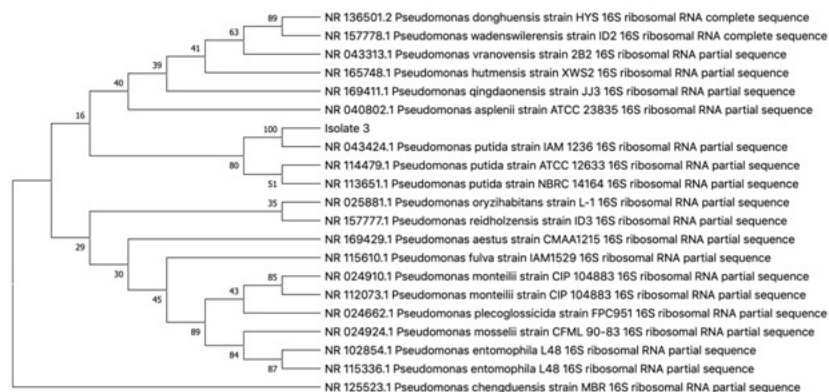 89
NR 136501.2 Pseudomonas donghuensis strain HYS 16S ribosomal RNA complete sequence
63
NR 157778.1 Pseudomonas wadenswilerensis strain ID2 16S ribosomal RNA complete sequence
41
NR 043313.1 Pseudomonas vranovensis strain 2B2 16S ribosomal RNA partial sequence
39
NR 165748.1 Pseudomonas hutmensis strain XWS2 16S ribosomal RNA partial sequence
40
NR 169411.1 Pseudomonas qingdaonensis strain JJ3 16S ribosomal RNA partial sequence
16
NR 040802.1 Pseudomonas asplenii strain ATCC 23835 16S ribosomal RNA partial sequence
100
Isolate 3
NR 043424.1 Pseudomonas putida strain IAM 1236 16S ribosomal RNA partial sequence
80
NR 114479.1 Pseudomonas putida strain ATCC 12633 16S ribosomal RNA partial sequence
51
NR 113651.1 Pseudomonas putida strain NBRC 14164 16S ribosomal RNA partial sequence
35
NR 025881.1 Pseudomonas oryzihabitans strain L-1 16S ribosomal RNA partial sequence
NR 157777.1 Pseudomonas reidholzensis strain ID3 16S ribosomal RNA partial sequence
29
NR 169429.1 Pseudomonas aestus strain CMAA1215 16S ribosomal RNA partial sequence
30
NR 115610.1 Pseudomonas fulva strain IAM1529 16S ribosomal RNA partial sequence
85
NR 024910.1 Pseudomonas monteilii strain CIP 104883 16S ribosomal RNA partial sequence
45
43
NR 112073.1 Pseudomonas monteilii strain CIP 104883 16S ribosomal RNA partial sequence
NR 024662.1 Pseudomonas plecoglossicida strain FPC951 16S ribosomal RNA partial sequence
89
NR 024924.1 Pseudomonas mosselii strain CFML 90-83 16S ribosomal RNA partial sequence
84
NR 102854.1 Pseudomonas entomophila L48 16S ribosomal RNA partial sequence
87
NR 115336.1 Pseudomonas entomophila L48 16S ribosomal RNA partial sequence
NR 125523.1 Pseudomonas chengduensis strain MBR 16S ribosomal RNA partial sequence